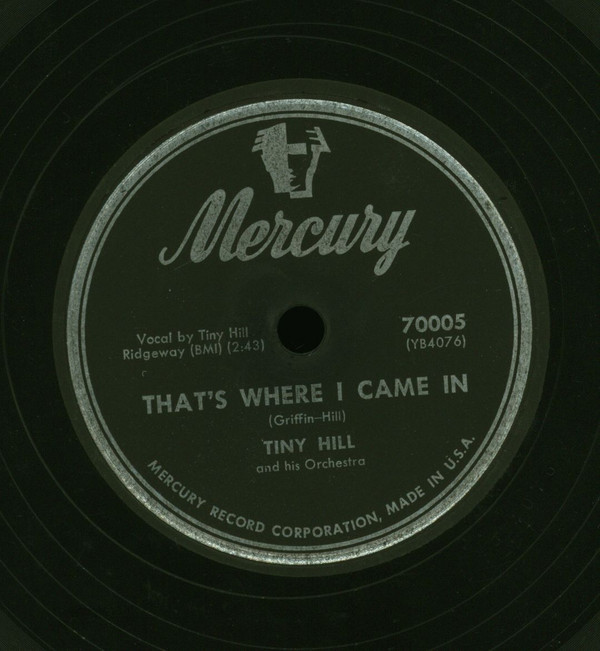 Mercury
Vocal by Tiny Hill
Ridgeway (BMI) (2:43)
70005
(YB4076)
THAT'S WHERE I CAME IN
(Griffin-Hill)
TINY HILL
and his Orchestra
MERCURY RECORD CORPORATION, MADE IN U.S.A.